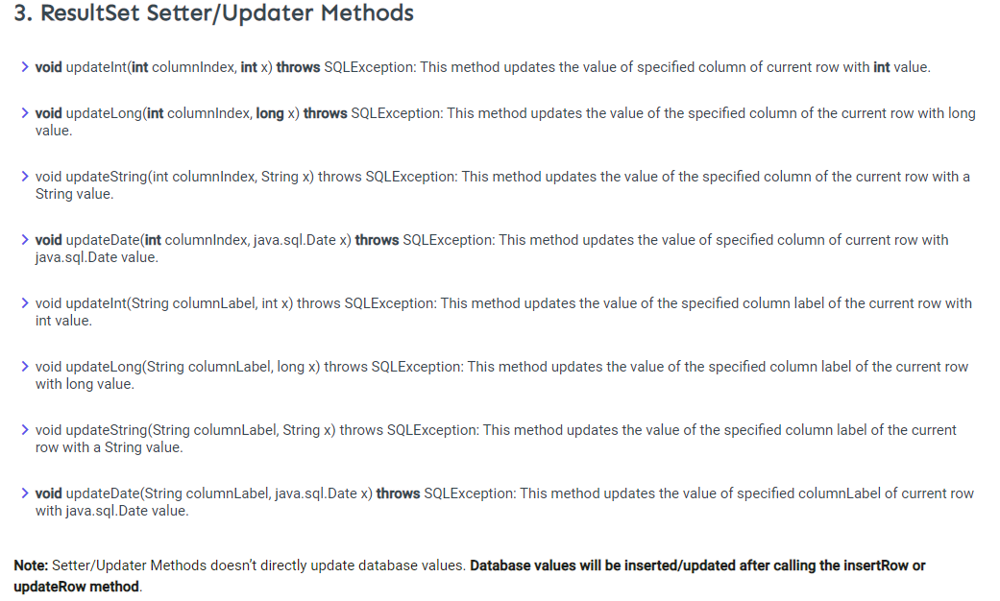 3. ResultSet Setter/Updater Methods
void updateInt(int columnIndex, int x) throws SQLException: This method updates the value of specified column of current row with int value.
void updateLong(int columnIndex, long x) throws SQLException: This method updates the value of the specified column of the current row with long
value.
void updateString(int columnIndex, String x) throws SQLException: This method updates the value of the specified column of the current row with a
String value.
void updateDate(int columnIndex, java.sql.Date x) throws SQLException: This method updates the value of specified column of current row with
java.sql.Date value.
void updateInt(String columnLabel, int x) throws SQLException: This method updates the value of the specified column label of the current row with
int value.
void updateLong(String columnLabel, long x) throws SQLException: This method updates the value of the specified column label of the current row
with long value.
void updateString(String columnLabel, String x) throws SQLException: This method updates the value of the specified column label of the current
row with a String value.
void updateDate(String columnLabel, java.sql.Date x) throws SQLException: This method updates the value of specified columnLabel of current row
with java.sql.Date value.
Note: Setter/Updater Methods doesn't directly update database values. Database values will be inserted/updated after calling the insertRow or
updateRow method.